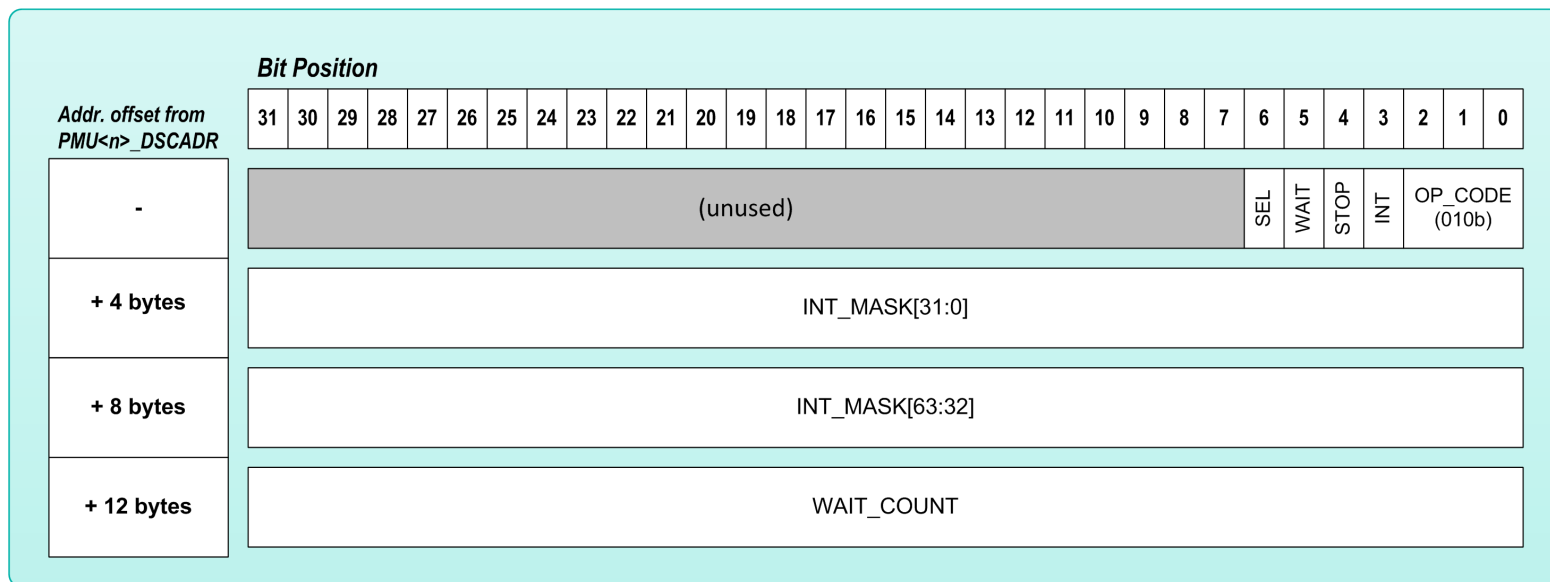 Bit Position
Addr. offset from
PMU<n>_DSCADR
31 30 29 28 27 26 25 24 23 22 21 20 19 18 17 16 15 14 13 12 11 10 9 8 7 6 5 4 3 2 1 0
-
(unused)
SEL
WAIT
STOP
INT
OP_CODE
(010b)
+ 4 bytes
INT_MASK[31:0]
+ 8 bytes
INT_MASK[63:32]
+ 12 bytes
WAIT_COUNT